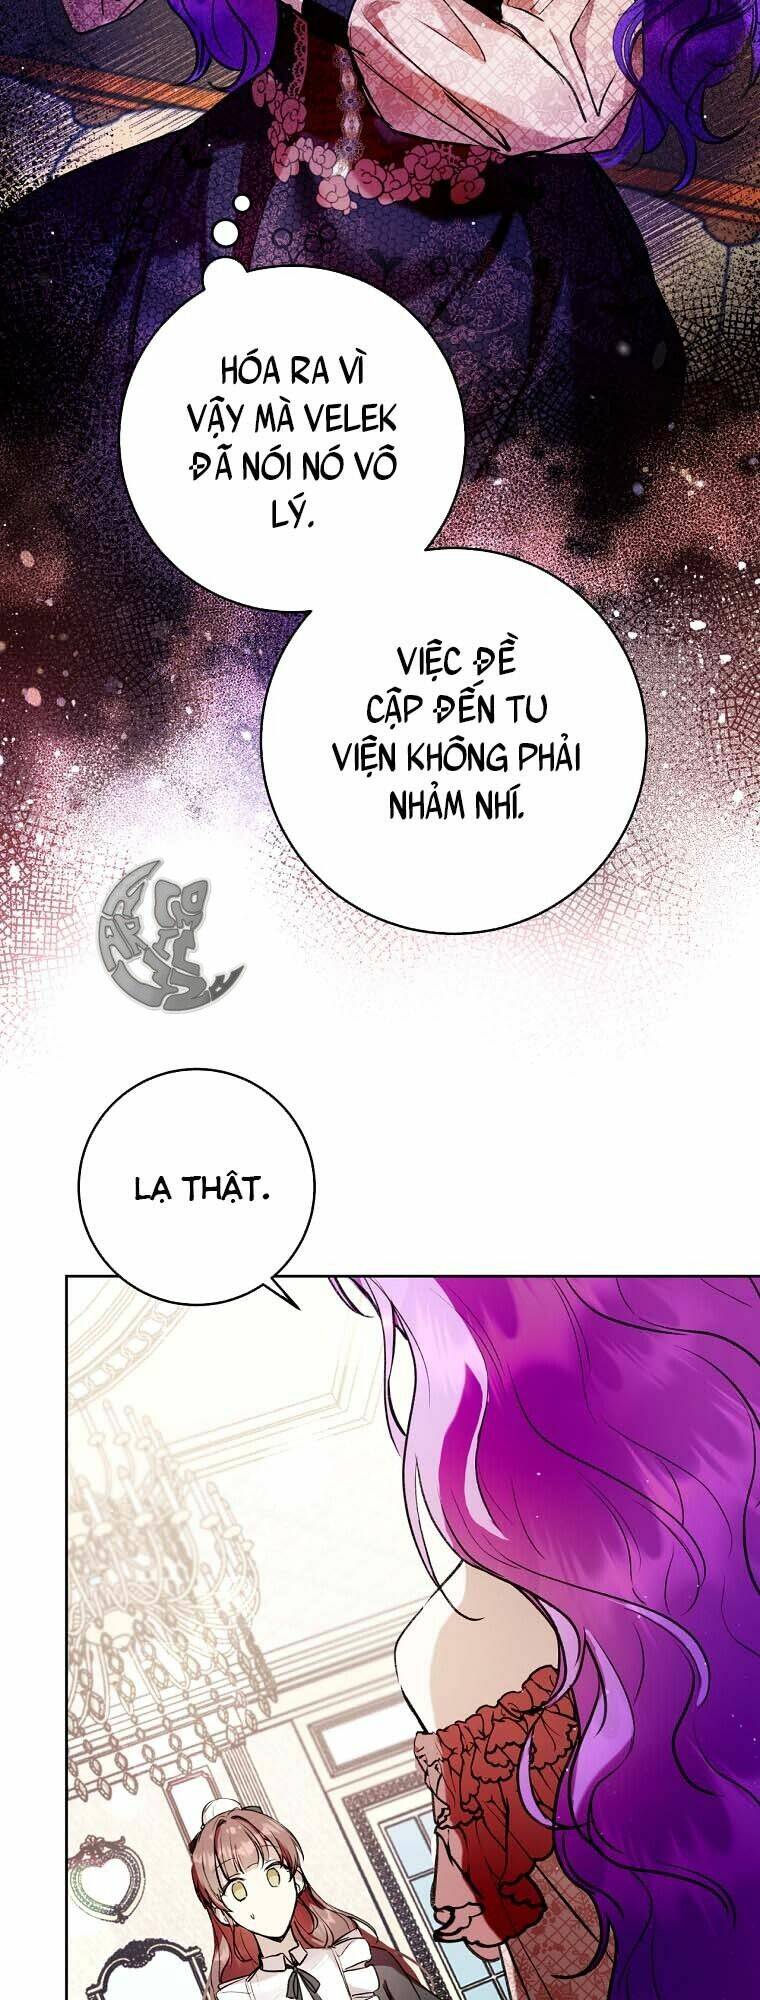 HÓA RA VÌ
VẬY MÀ VELEK
ĐÃ NÓI NÓ VÔ
LÝ.
VIỆC ĐỀ
CẬP ĐẾN TU
VIỆN KHÔNG PHẢI
NHẢM NHÍ.
LẠ THẬT.